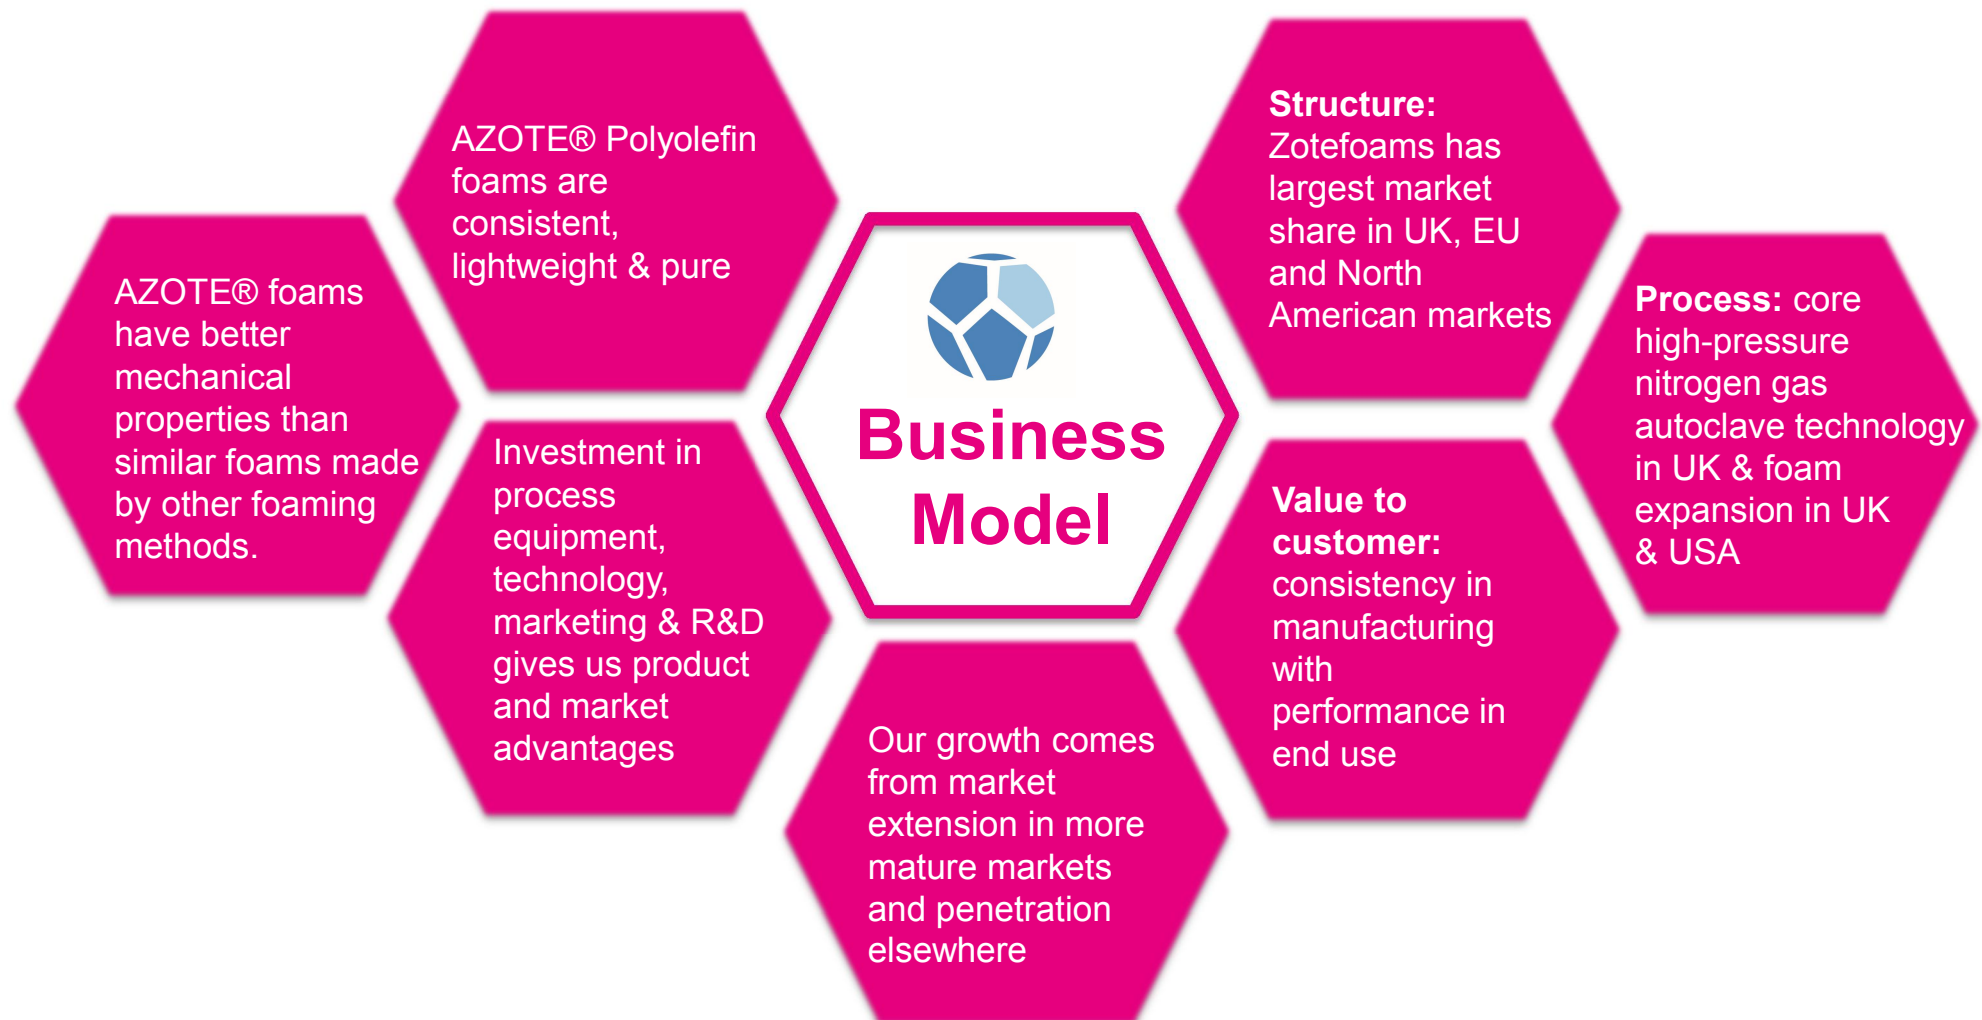 AZOTE® foams
have better
mechanical
properties than
similar foams made
by other foaming
methods.
AZOTE® Polyolefin
foams are
consistent,
lightweight & pure
Investment in
process
equipment,
technology,
marketing & R&D
gives us product
and market
advantages
Business
Model
Our growth comes
from market
extension in more
mature markets
and penetration
elsewhere
Structure:
Zotefoams has
largest market
share in UK, EU
and North
American markets
Value to
customer:
consistency in
manufacturing
with
performance in
end use
Process: core
high-pressure
nitrogen gas
autoclave technology
in UK & foam
expansion in UK
& USA